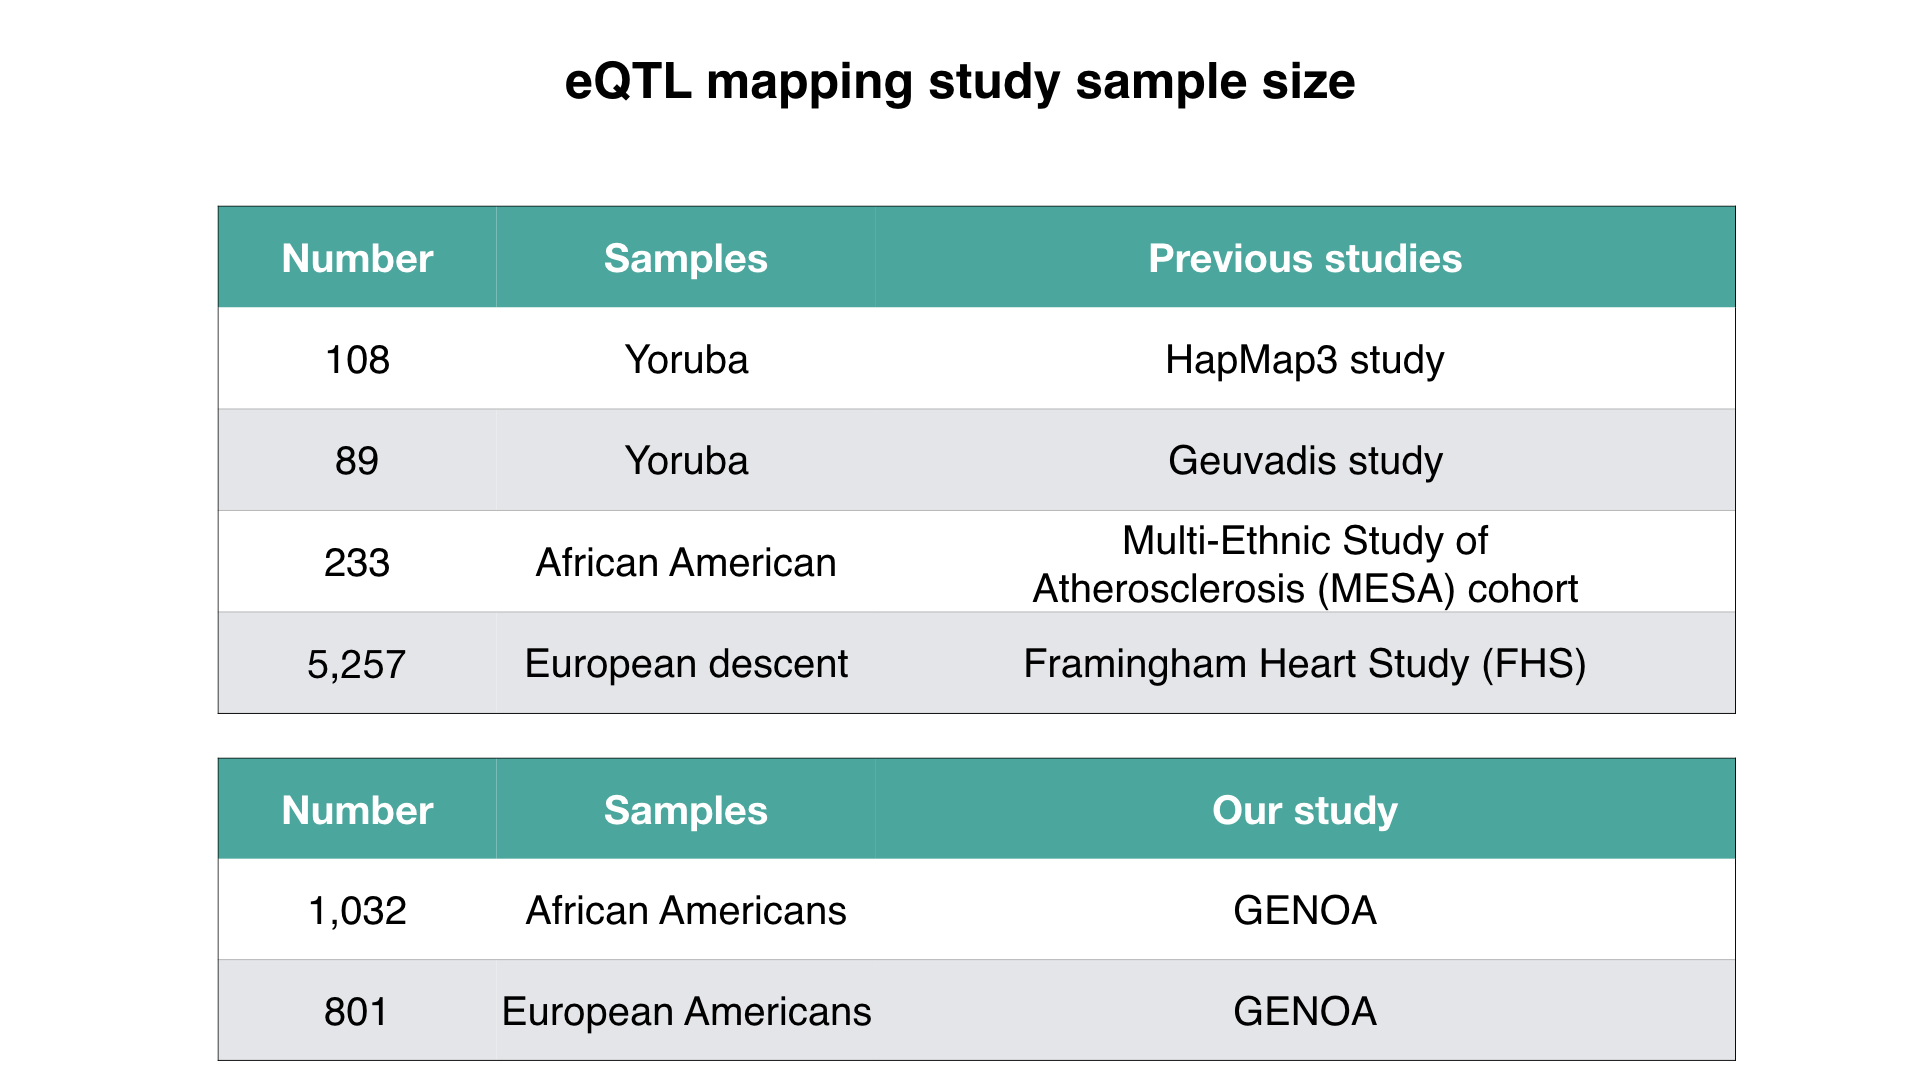 eQTL mapping study sample size
Number Samples Previous studies
108 Yoruba HapMap3 study
89 Yoruba Geuvadis study
233 African American Multi-Ethnic Study of
Atherosclerosis (MESA) cohort
5,257 European descent Framingham Heart Study (FHS)
Number Samples Our study
1,032 African Americans GENOA
801 European Americans GENOA